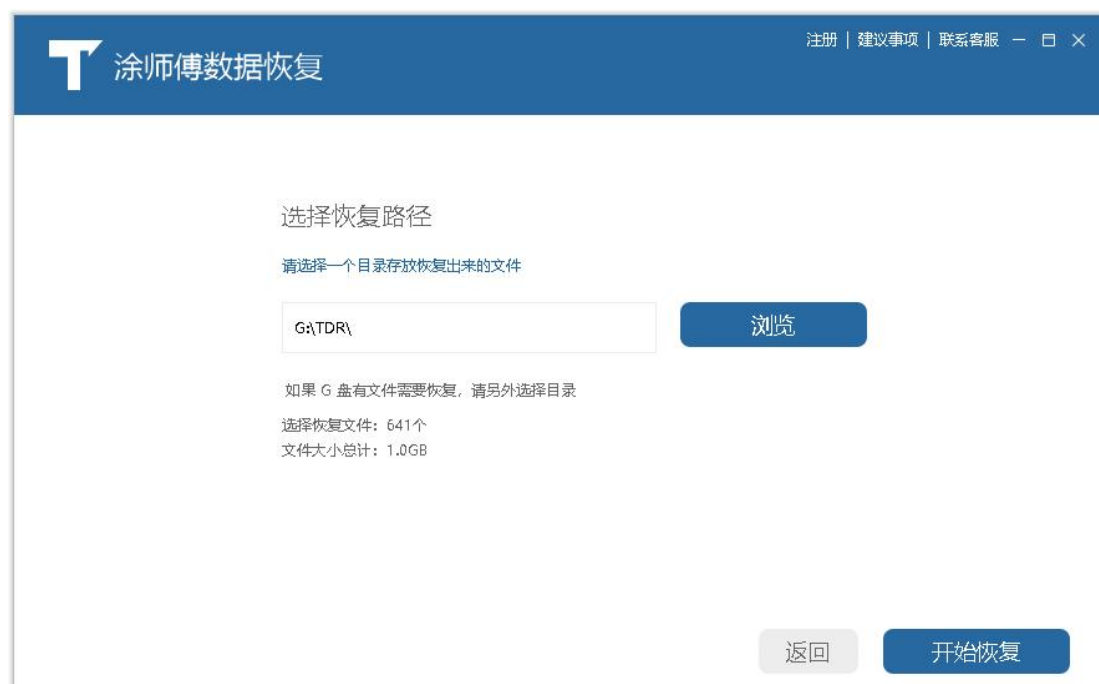 涂师傅数据恢复
注册 | 建议事项 | 联系客服
选择恢复路径
请选择一个目录存放恢复出来的文件
G:\TDR\
浏览
如果 G 盘有文件需要恢复, 请另外选择目录
选择恢复文件: 641个
文件大小总计: 1.0GB
返回
开始恢复